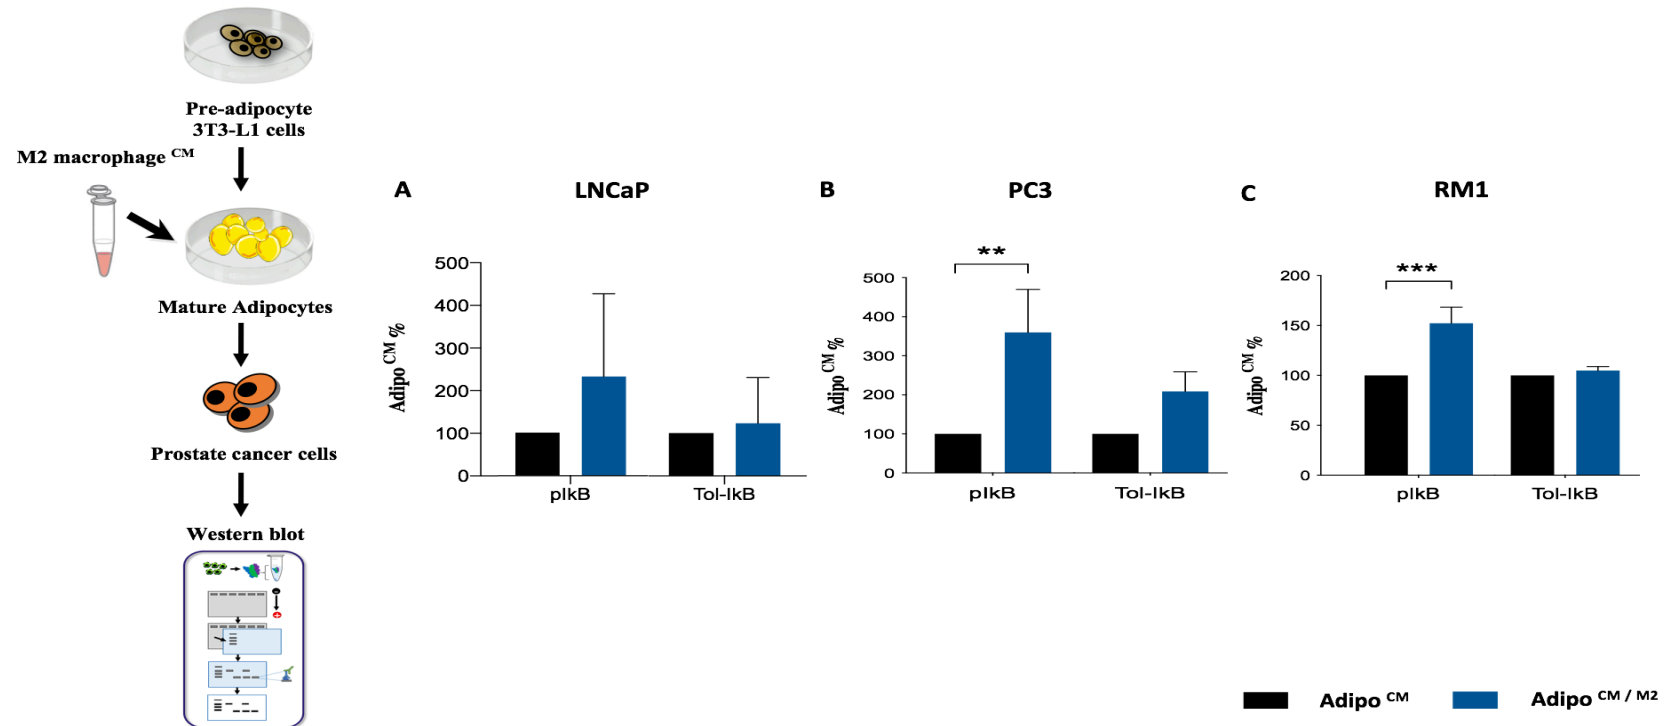 Pre-adipocyte
3T3-L1 cells
M2 macrophage CM
Mature Adipocytes
Prostate cancer cells
Western blot
A
LNCaP
500
400
300
200
100
0
Adipo CM %
pIkB
Tol-IkB
B
PC3
**
500
400
300
200
100
0
Adipo CM %
pIkB
Tol-IkB
C
RM1
***
200
150
100
50
0
Adipo CM %
pIkB
Tol-IkB
Adipo CM
Adipo CM / M2